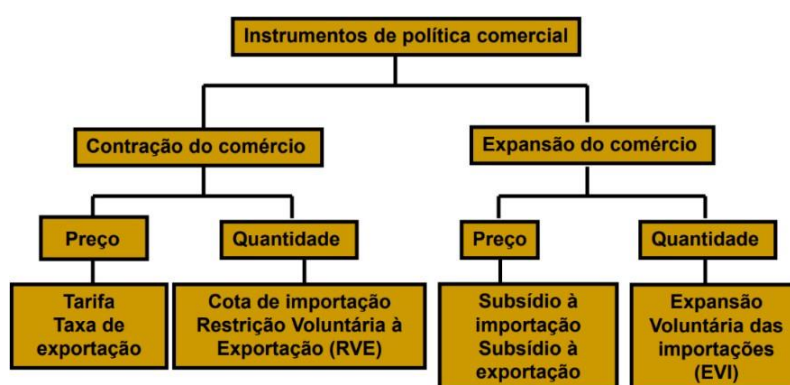 Instrumentos de política comercial
Contração do comércio
Expansão do comércio
Preço
Quantidade
Preço
Quantidade
Tarifa
Taxa de
exportação
Cota de importação
Restrição Voluntária à
Exportação (RVE)
Subsídio à
importação
Subsídio à
exportação
Expansão
Voluntária das
importações
(EVI)